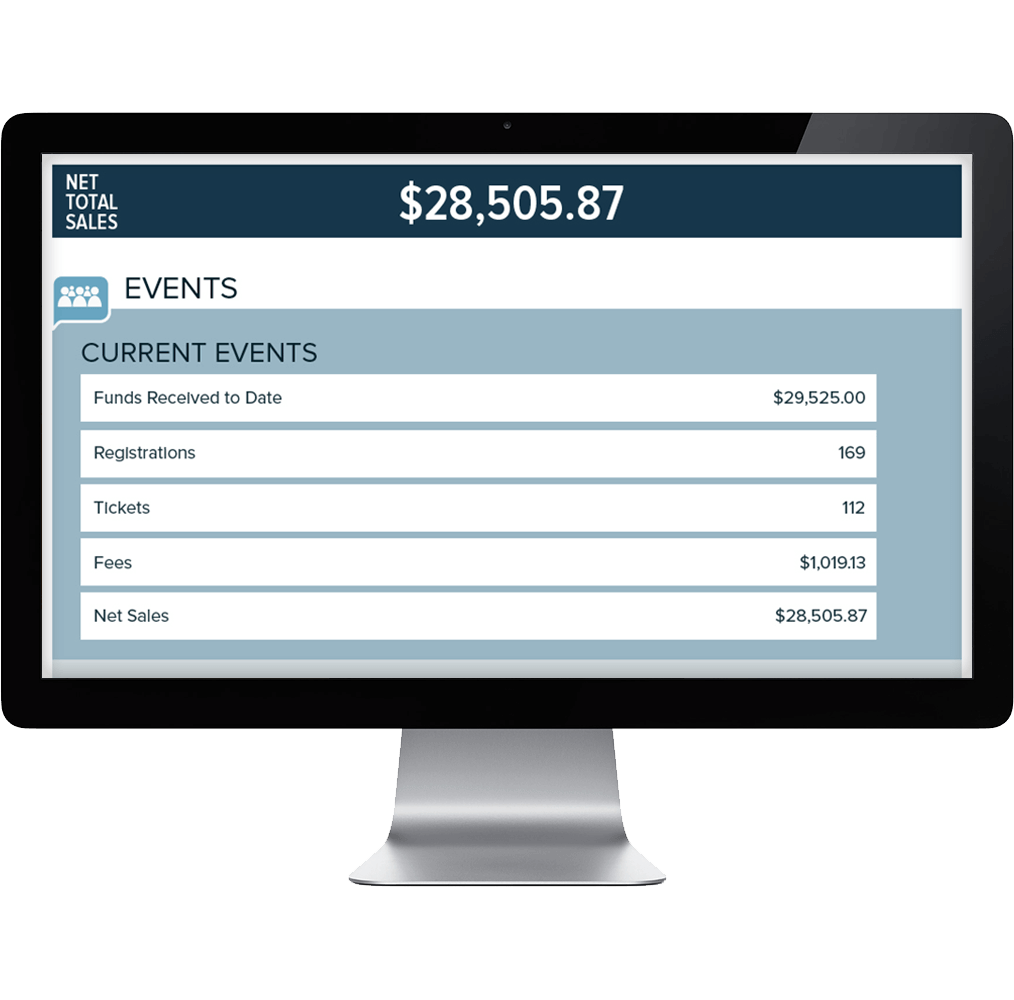 NET
TOTAL
SALES
$28,505.87
EVENTS
CURRENT EVENTS
Funds Received to Date $29,525.00
Registrations 169
Tickets 112
Fees $1,019.13
Net Sales $28,505.87